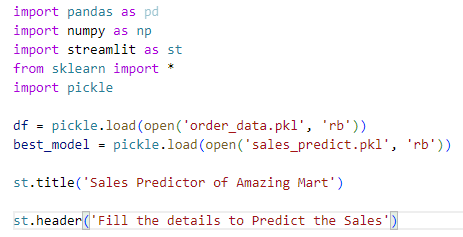 import pandas as pd
import numpy as np
import streamlit as st
from sklearn import *
import pickle
df = pickle.load(open('order_data.pkl', 'rb'))
best_model = pickle.load(open('sales_predict.pkl', 'rb'))
st.title('Sales Predictor of Amazing Mart')
st.header('Fill the details to Predict the Sales')